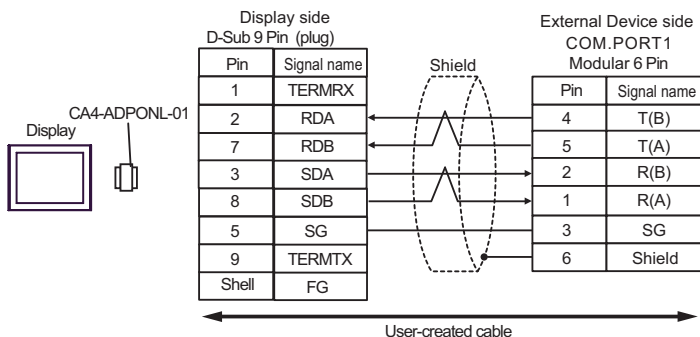 Display side
D-Sub 9 Pin (plug)
Pin Signal name
1 TERMRX
2 RDA
7 RDB
3 SDA
8 SDB
5 SG
9 TERMTX
Shell FG
Shield
External Device side
COM.PORT1
Modular 6 Pin
Pin Signal name
4 T(B)
5 T(A)
2 R(B)
1 R(A)
3 SG
6 Shield
CA4-ADPONL-01
Display
User-created cable